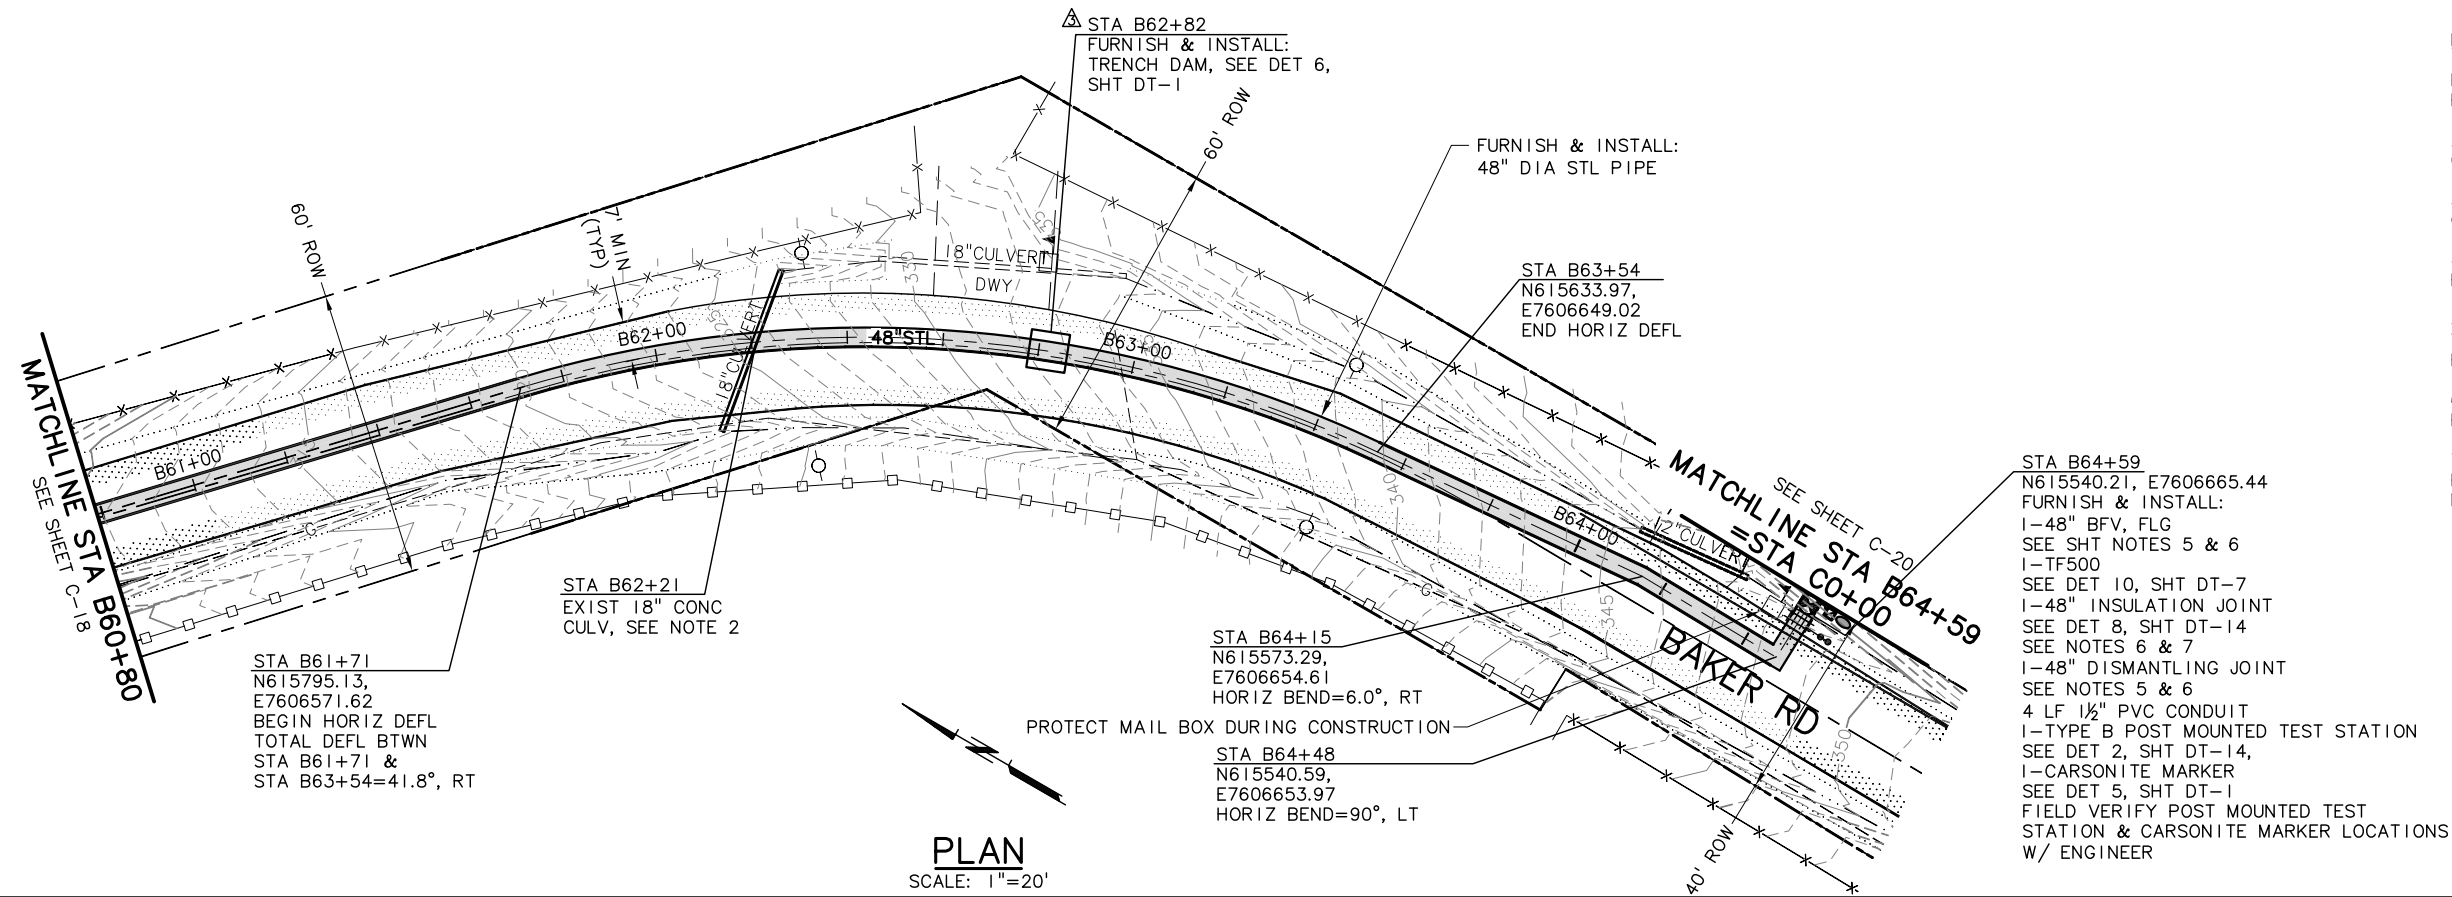 3
STA B62+82
FURNISH & INSTALL:
TRENCH DAM, SEE DET 6,
SHT DT-1
60' ROW
FURNISH & INSTALL:
48" DIA STL PIPE
60' ROW
7' MIN
(TYP)
335
330
18"CULVERT
DWY
STA B63+54
N615633.97,
E7606649.02
END HORIZ DEFL
B62+00
325
18"CULVERT
48"STL
B63+00
MATCHLINE STA B60+80
SEE SHEET C-18
B61+00
G
340
B64+00
12"CULVERT
MATCHLINE STA B64+59
=STA C0+00
SEE SHEET C-20
STA B64+59
N615540.21, E7606665.44
FURNISH & INSTALL:
1-48" BFV, FLG
SEE SHT NOTES 5 & 6
1-TF500
SEE DET 10, SHT DT-7
1-48" INSULATION JOINT
SEE DET 8, SHT DT-14
SEE NOTES 6 & 7
1-48" DISMANTLING JOINT
SEE NOTES 5 & 6
4 LF 1½" PVC CONDUIT
1-TYPE B POST MOUNTED TEST STATION
SEE DET 2, SHT DT-14,
1-CARSONITE MARKER
SEE DET 5, SHT DT-1
FIELD VERIFY POST MOUNTED TEST
STATION & CARSONITE MARKER LOCATIONS
W/ ENGINEER
STA B62+21
EXIST 18" CONC
CULV, SEE NOTE 2
G
345
BAKER RD
350
STA B61+71
N615795.13,
E7606571.62
BEGIN HORIZ DEFL
TOTAL DEFL BTWN
STA B61+71 &
STA B63+54=41.8°, RT
STA B64+15
N615573.29,
E7606654.61
HORIZ BEND=6.0°, RT
PROTECT MAIL BOX DURING CONSTRUCTION
STA B64+48
N615540.59,
E7606653.97
HORIZ BEND=90°, LT
N
40' ROW
PLAN
SCALE: 1"=20'